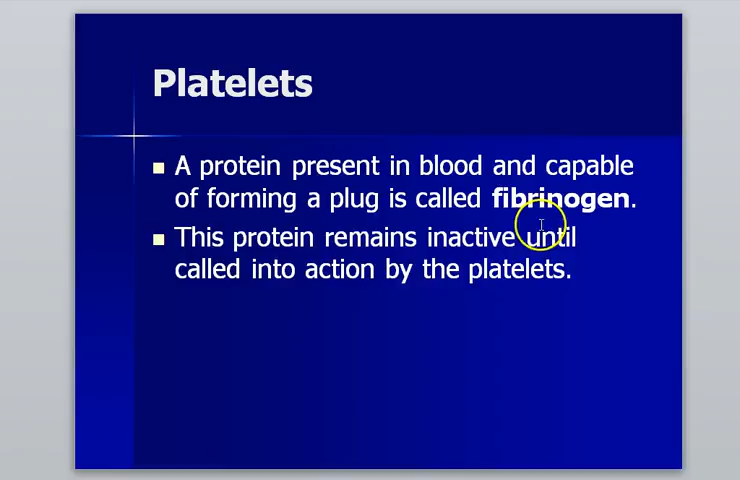 Platelets
A protein present in blood and capable
of forming a plug is called fibrinogen.
This protein remains inactive until
called into action by the platelets.